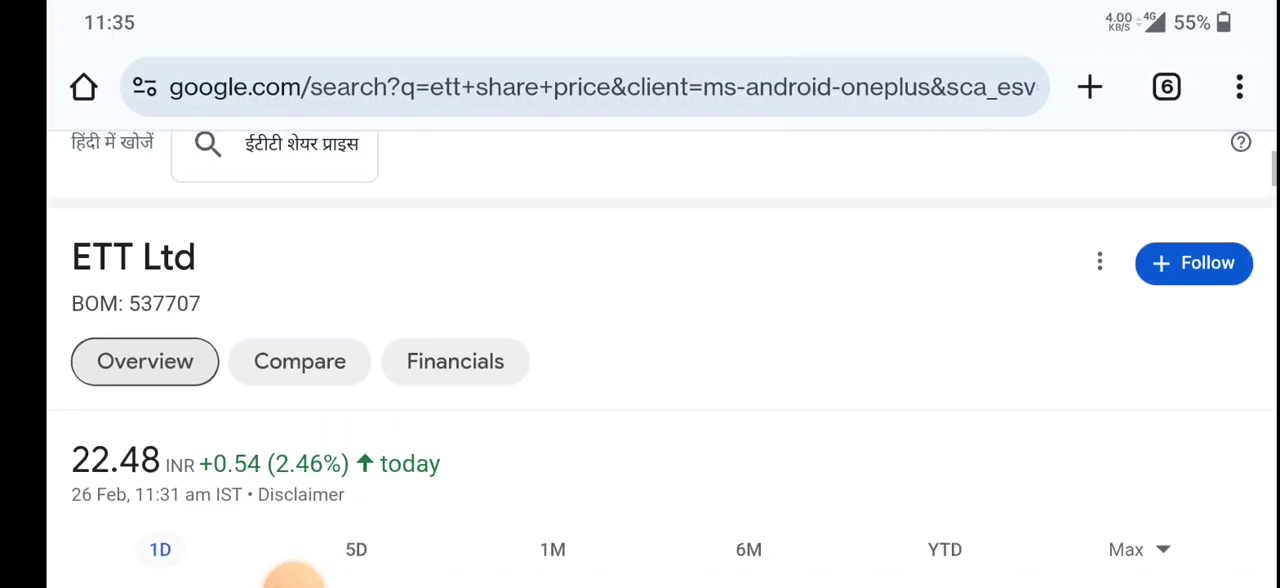 11:35
4.00 KB/S 4G 55%
google.com/search?q=ett+share+price&client=ms-android-oneplus&sca_esv
6
हिंदी में खोजें
ईटीटी शेयर प्राइस
ETT Ltd
+ Follow
BOM: 537707
Overview Compare Financials
22.48 INR +0.54 (2.46%) ↑ today
26 Feb, 11:31 am IST • Disclaimer
1D 5D 1M 6M YTD Max